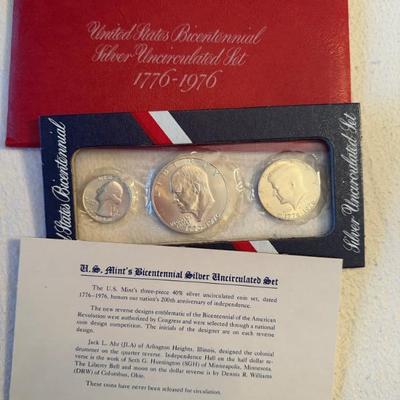 United States Bicentennial
Silver Uncirculated Set
1776-1976
States Bicentennial
Silver Uncirculated Set
LIBERTY
1776-1976
U.S. Mint's Bicentennial Silver Uncirculated Set
The U.S. Mint's three-piece 40% silver uncirculated coin set, dated
1776-1976, honors our nation's 200th anniversary of independence.
The new reverse designs emblematic of the Bicentennial of the American
Revolution were authorized by Congress and were selected through a national
coin design competition. The initials of the designer are on each reverse
design.
Jack L. Ahr (JLA) of Arlington Heights, Illinois, designed the colonial
drummer on the quarter reverse. Independence Hall on the half dollar re-
verse is the work of Seth G. Huntington (SGH) of Minneapolis, Minnesota.
The Liberty Bell and moon on the dollar reverse is by Dennis R. Williams
(DRW) of Columbus, Ohio.
These coins have never been released for circulation.